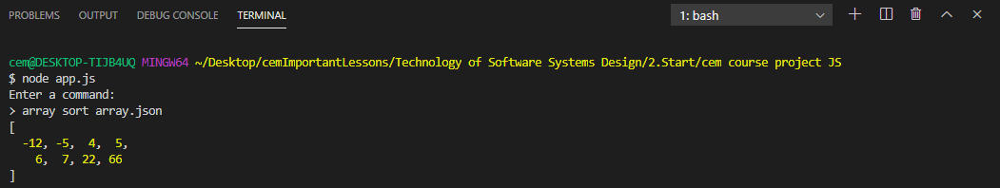 PROBLEMS OUTPUT DEBUG CONSOLE TERMINAL 1: bash
cem@DESKTOP-TIJB4UQ MINGW64 ~/Desktop/cemImportantLessons/Technology of Software Systems Design/2.Start/cem course project JS
$ node app.js
Enter a command:
> array sort array.json
[
  -12, -5,  4,  5,
    6,  7, 22, 66
]